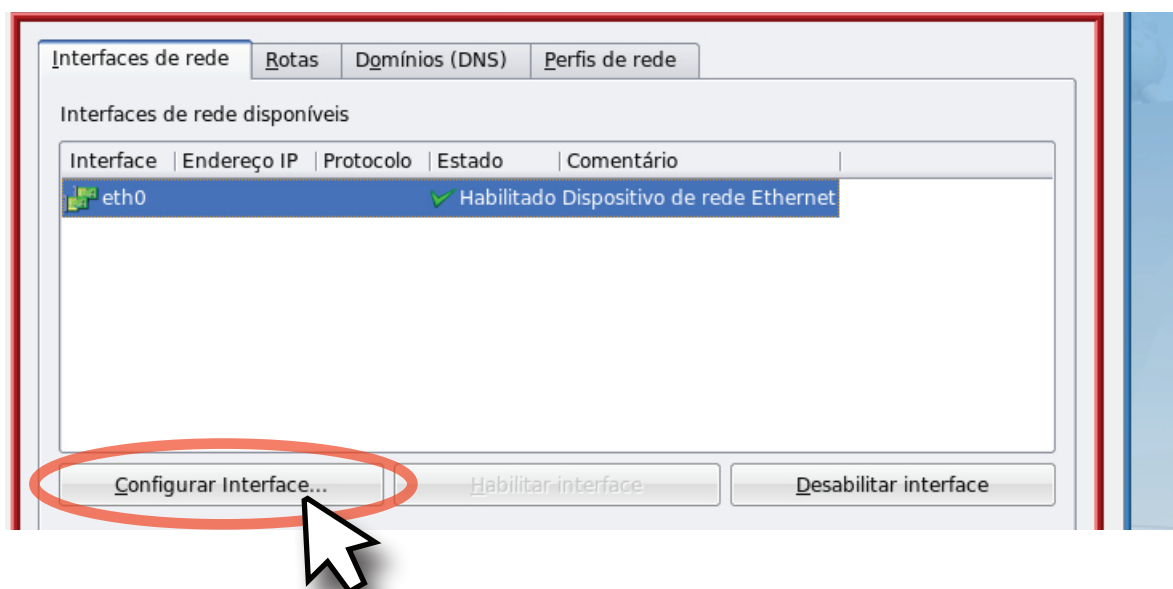 Interfaces de rede Rotas Domínios (DNS) Perfis de rede
Interfaces de rede disponíveis
Interface Endereço IP Protocolo Estado Comentário
eth0 Habilitado Dispositivo de rede Ethernet
Configurar Interface... Habilitar interface Desabilitar interface